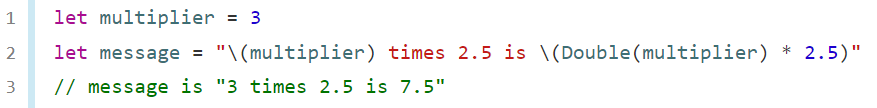 1 let multiplier = 3
2 let message = "\(multiplier) times 2.5 is \(Double(multiplier) * 2.5)"
3 // message is "3 times 2.5 is 7.5"